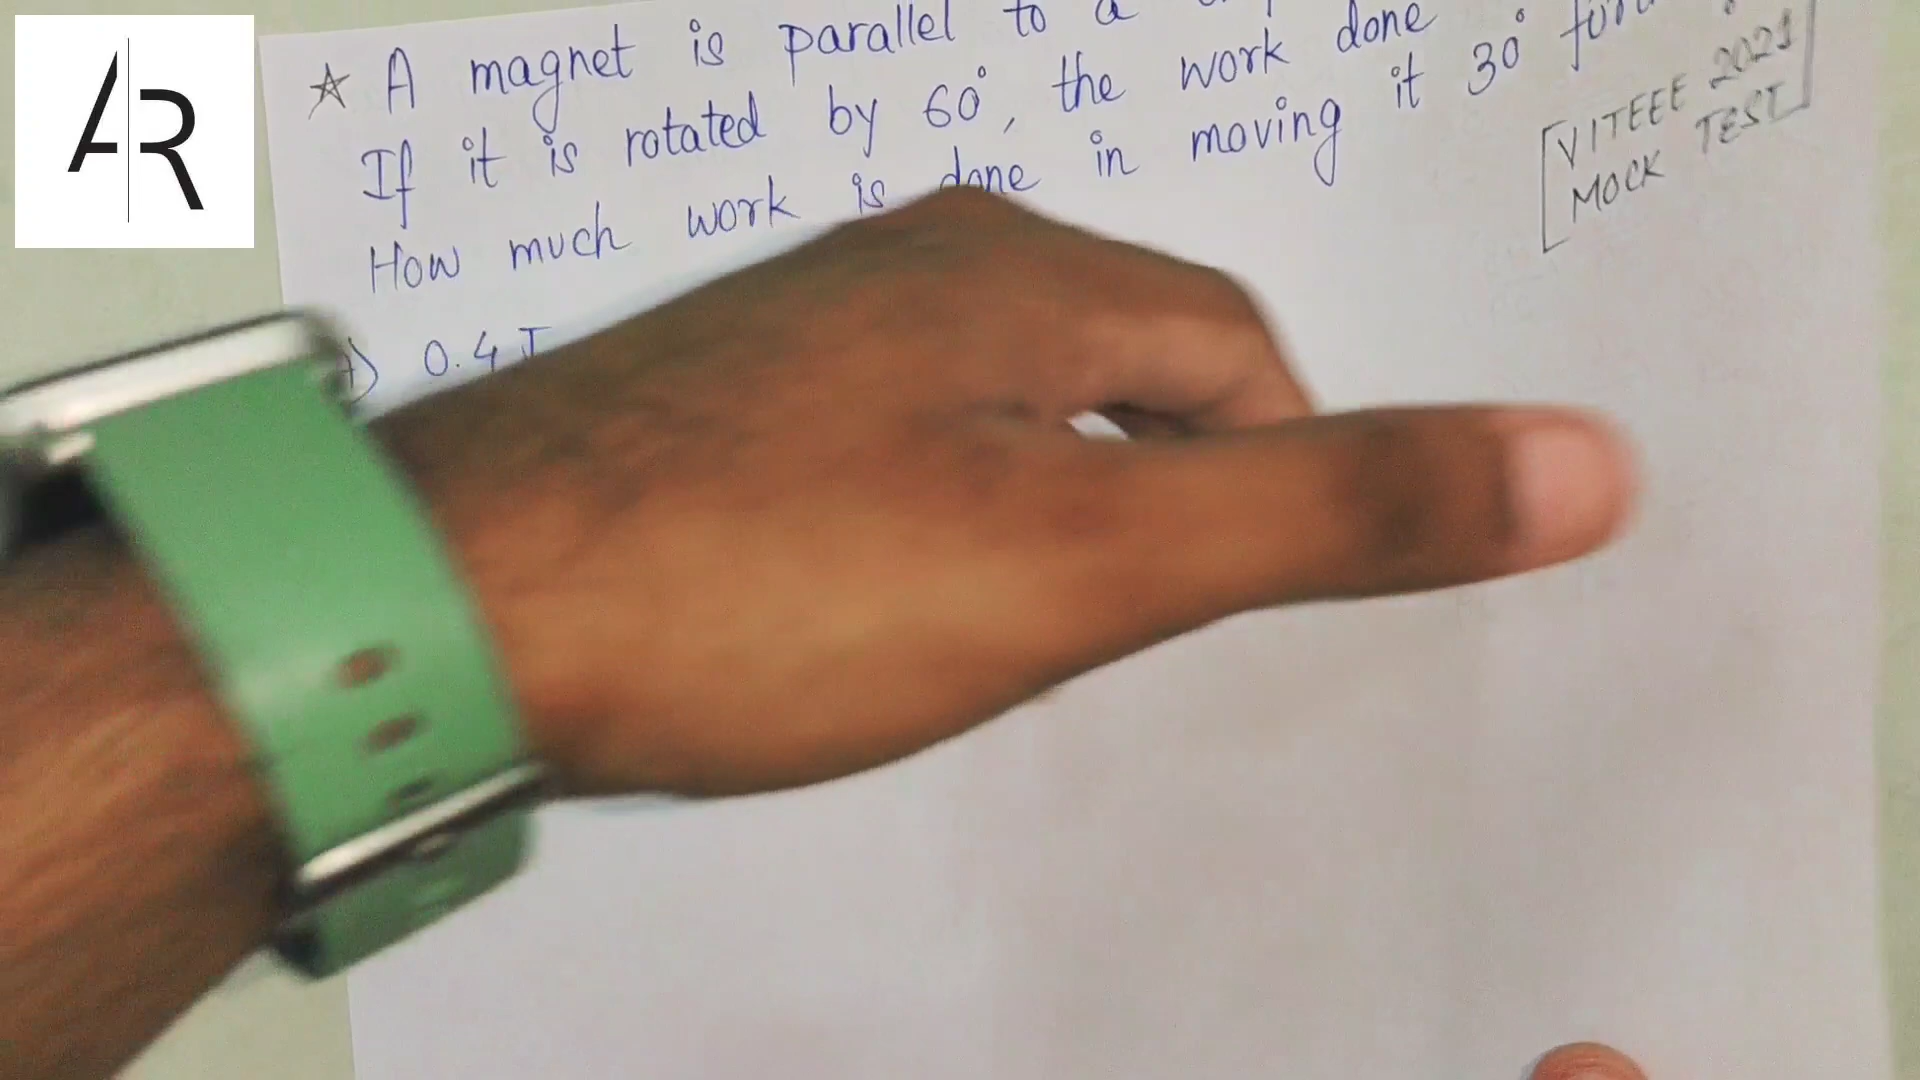 AR
☆ A magnet is parallel to a
If it is rotated by 60°, the work done
How much work is done in moving it 30°
[VITEEE 2021
MOCK TEST]
A) 0.4 J